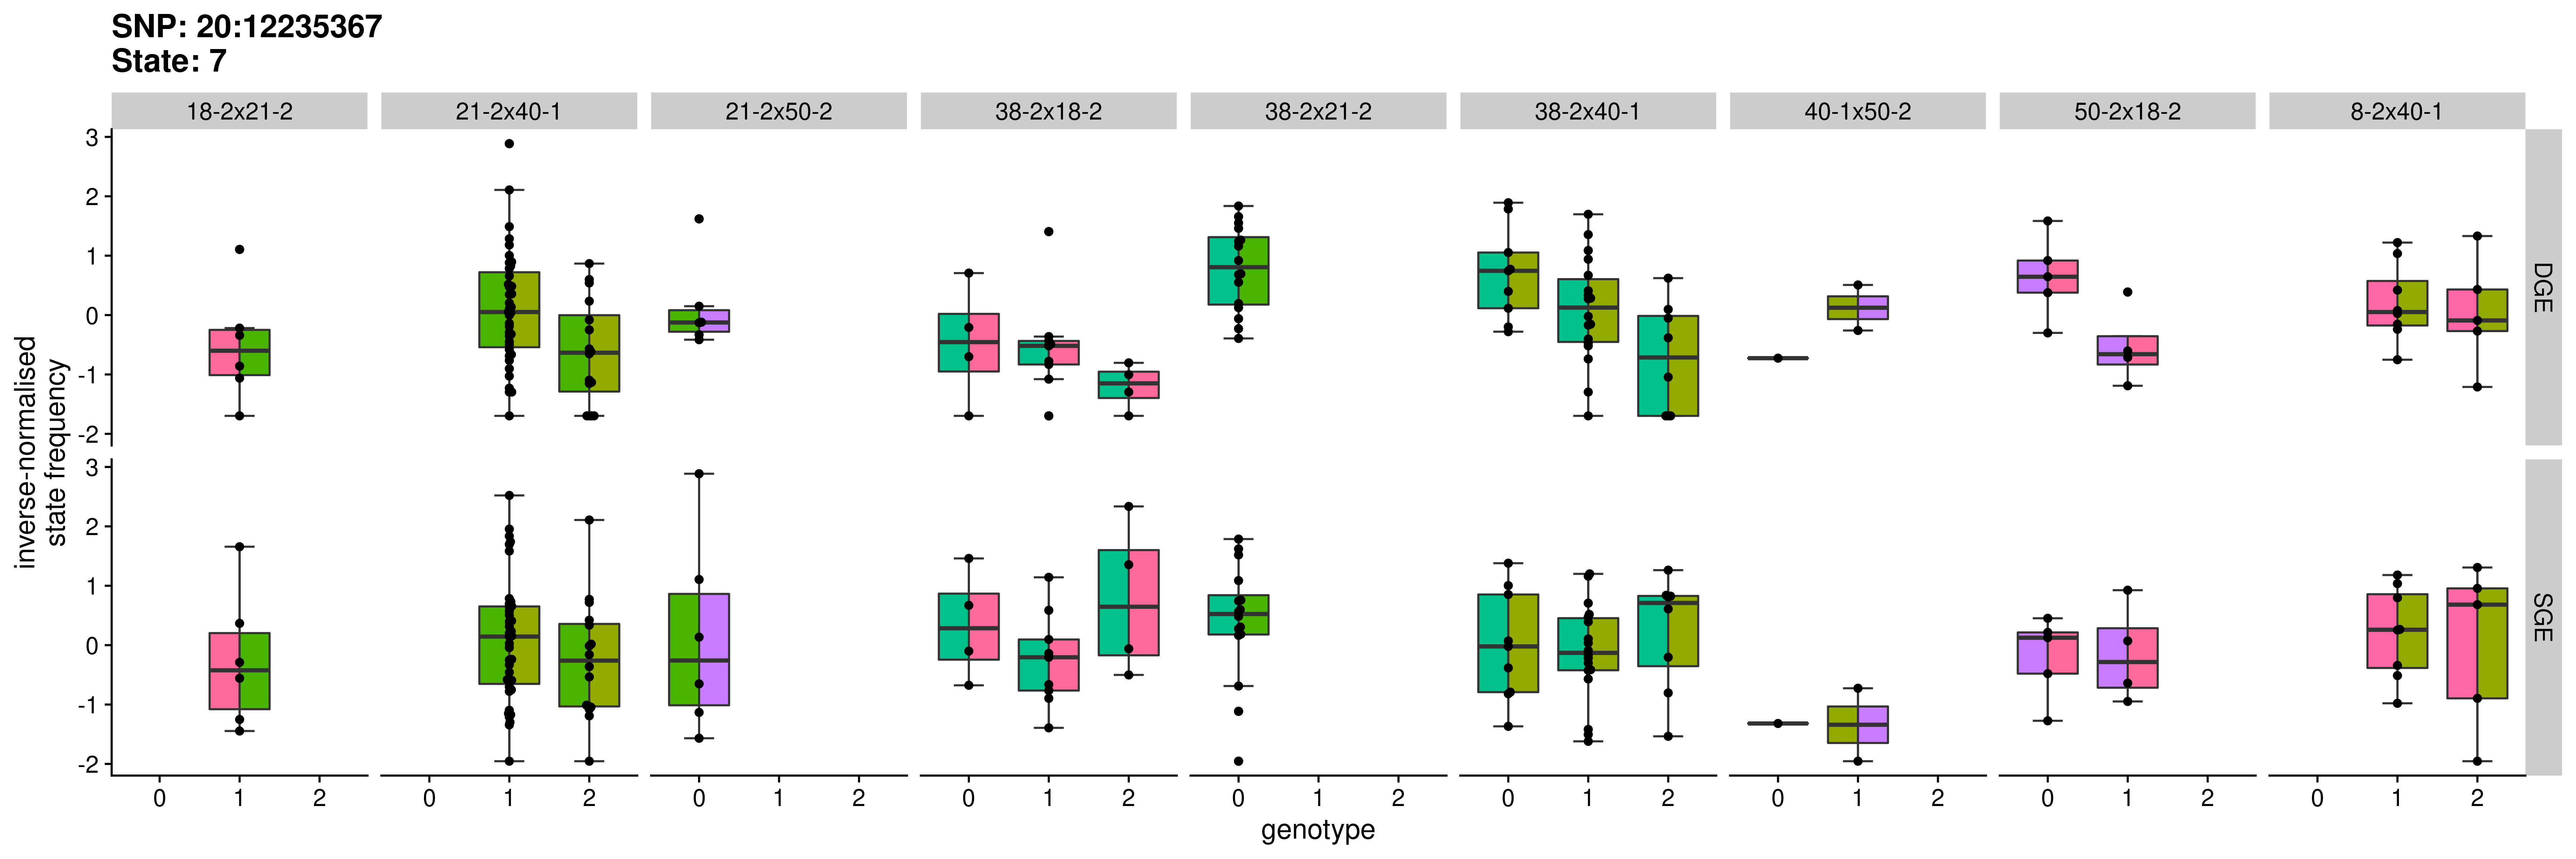 SNP: 20:12235367
State: 7
18-2x21-2 21-2x40-1 21-2x50-2 38-2x18-2 38-2x21-2 38-2x40-1 40-1x50-2 50-2x18-2 8-2x40-1
3
2
1
0
-1
-2
DGE
inverse-normalised
state frequency
3
2
1
0
-1
-2
SGE
0 1 2 0 1 2 0 1 2 0 1 2 0 1 2 0 1 2 0 1 2 0 1 2 0 1 2
genotype